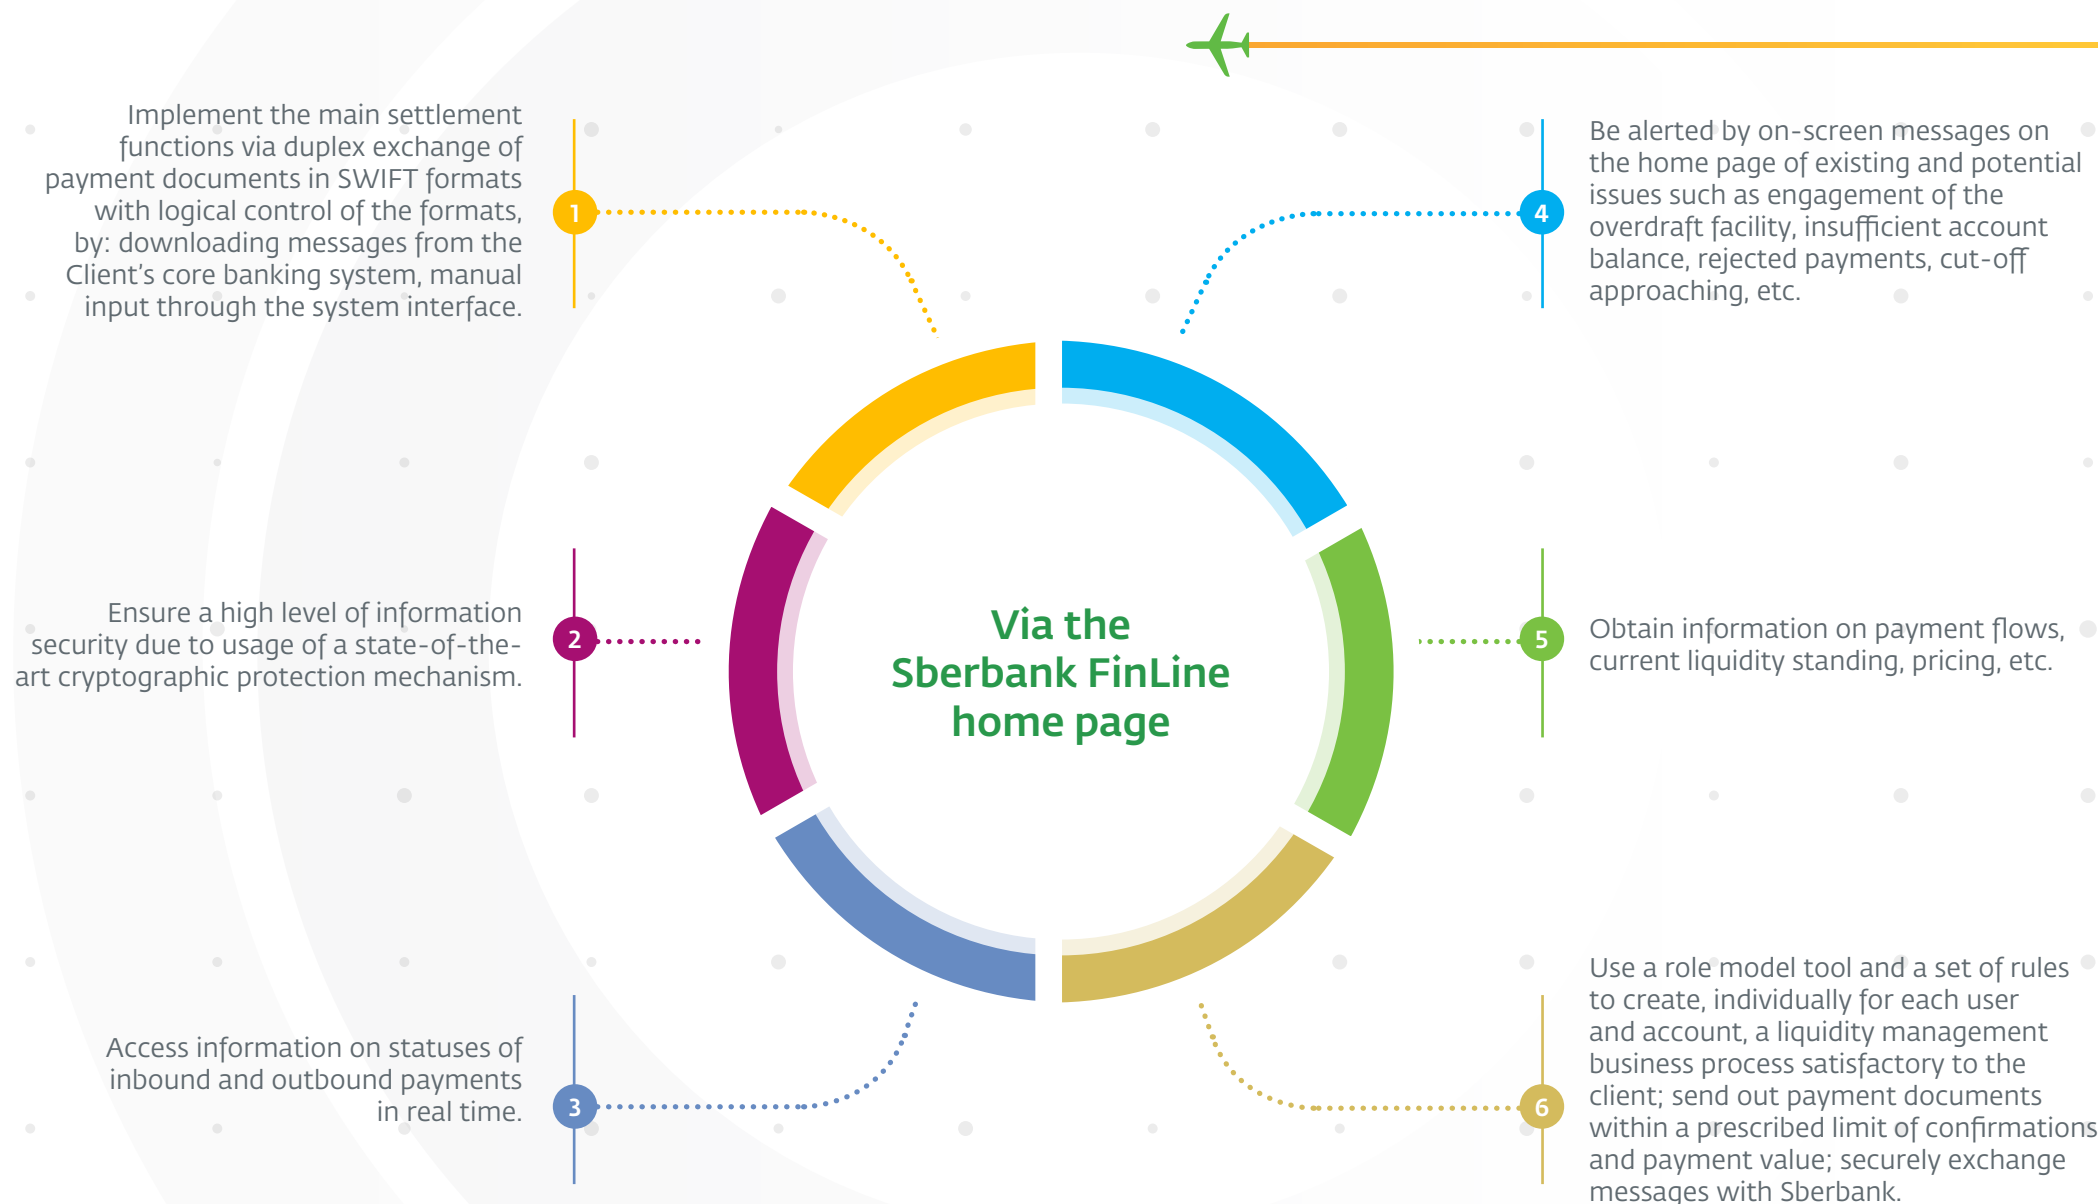 Implement the main settlement
functions via duplex exchange of
payment documents in SWIFT formats
with logical control of the formats,
by: downloading messages from the
Client’s core banking system, manual
input through the system interface.
1
Ensure a high level of information
security due to usage of a state-of-the-
art cryptographic protection mechanism.
2
Access information on statuses of
inbound and outbound payments
in real time.
3
Via the
Sberbank FinLine
home page
4
Be alerted by on-screen messages on
the home page of existing and potential
issues such as engagement of the
overdraft facility, insufficient account
balance, rejected payments, cut-off
approaching, etc.
5
Obtain information on payment flows,
current liquidity standing, pricing, etc.
6
Use a role model tool and a set of rules
to create, individually for each user
and account, a liquidity management
business process satisfactory to the
client; send out payment documents
within a prescribed limit of confirmations
and payment value; securely exchange
messages with Sberbank.